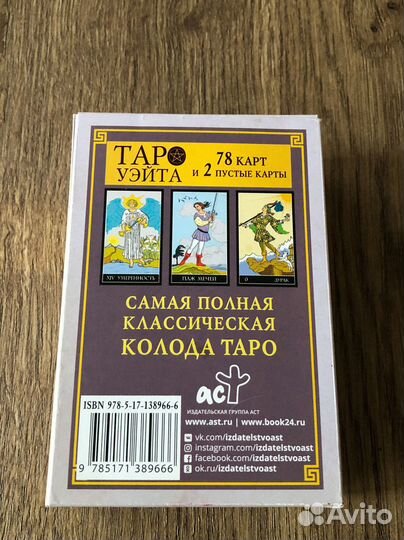 ТАРО
УЭЙТА
78 КАРТ
И 2 ПУСТЫЕ КАРТЫ
XIV УМЕРЕННОСТЬ
ПАЖ МЕЧЕЙ
0 ДУРАК
САМАЯ ПОЛНАЯ
КЛАССИЧЕСКАЯ
КОЛОДА ТАРО
ISBN 978-5-17-138966-6
9 785171 389666
аст
ИЗДАТЕЛЬСКАЯ ГРУППА АСТ
www.ast.ru | www.book24.ru
vk.com/izdatelstvoast
instagram.com/izdatelstvoast
facebook.com/izdatelstvoast
ok.ru/izdatelstvoast
Avito